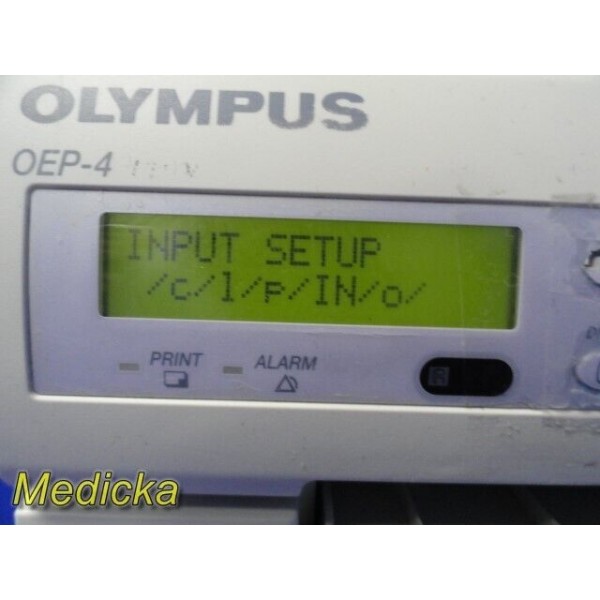 OLYMPUS
OEP-4
INPUT SETUP
/c/l/p/IN/o/
PRINT ALARM
Medicka